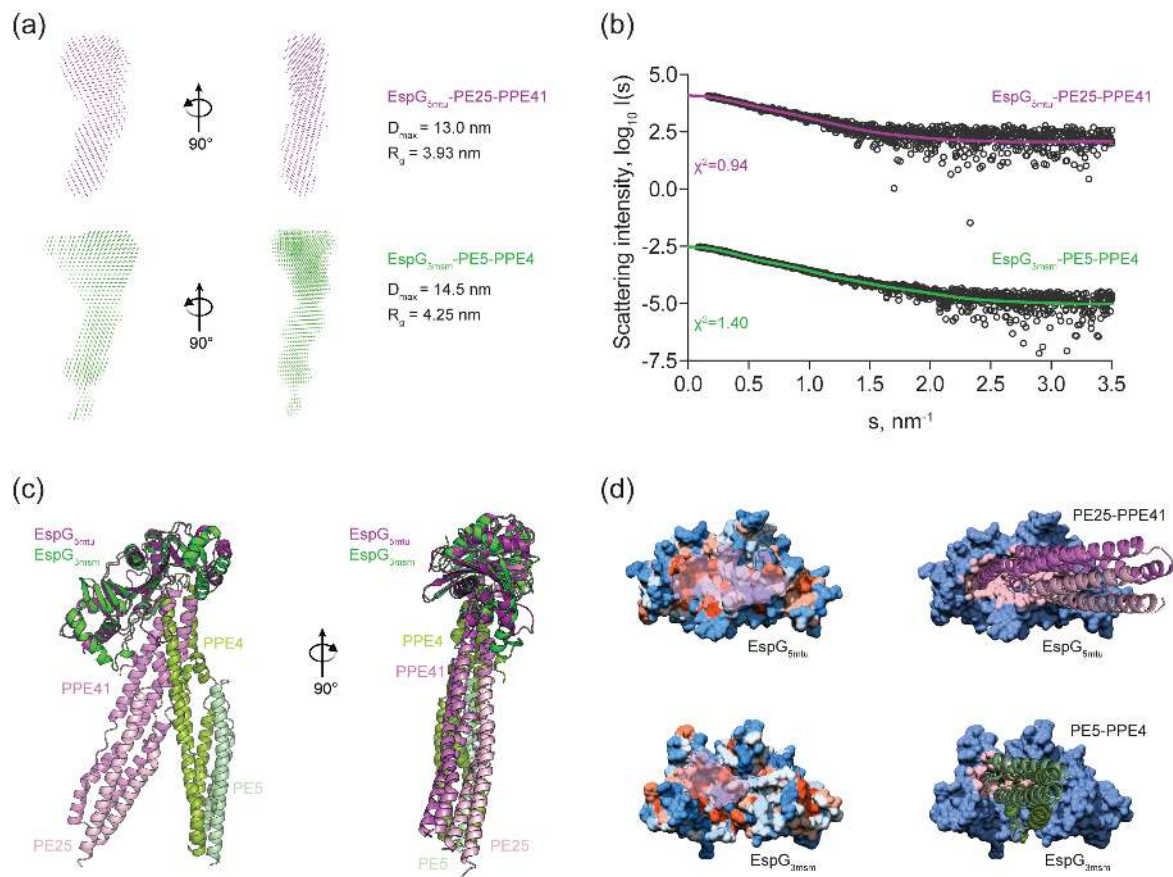 (a)
90°
EspG5mtu-PE25-PPE41
Dmax = 13.0 nm
Rg = 3.93 nm
90°
EspG3msm-PE5-PPE4
Dmax = 14.5 nm
Rg = 4.25 nm
(b)
Scattering intensity, log10 I(s)
5.0
2.5
0.0
-2.5
-5.0
-7.5
EspG5mtu-PE25-PPE41
χ²=0.94
EspG3msm-PE5-PPE4
χ²=1.40
0.0 0.5 1.0 1.5 2.0 2.5 3.0 3.5
s, nm-1
(c)
EspG5mtu
EspG3msm
PPE4
PPE41
PE5
PE25
90°
EspG5mtu
EspG3msm
PPE4
PPE41
PE5
PE25
(d)
EspG5mtu
PE25-PPE41
EspG5mtu
EspG3msm
PE5-PPE4
EspG3msm